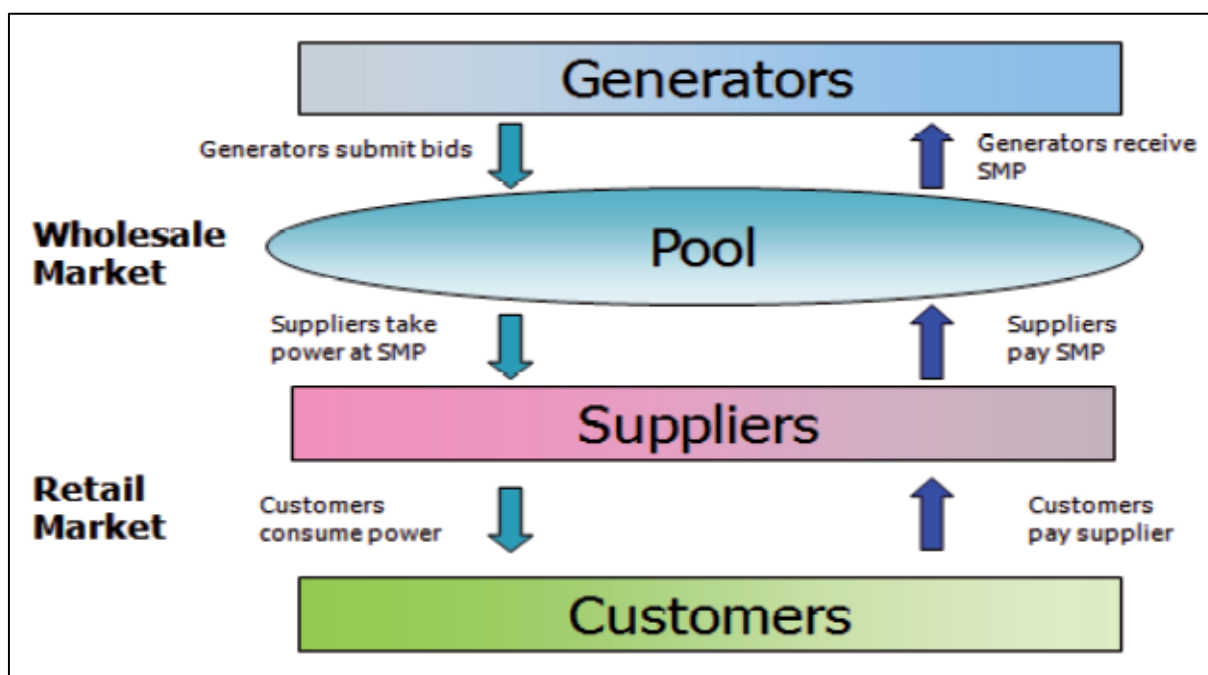 Generators
Generators submit bids
Generators receive
SMP
Wholesale
Market
Pool
Suppliers take
power at SMP
Suppliers
pay SMP
Suppliers
Retail
Market
Customers
consume power
Customers
pay supplier
Customers